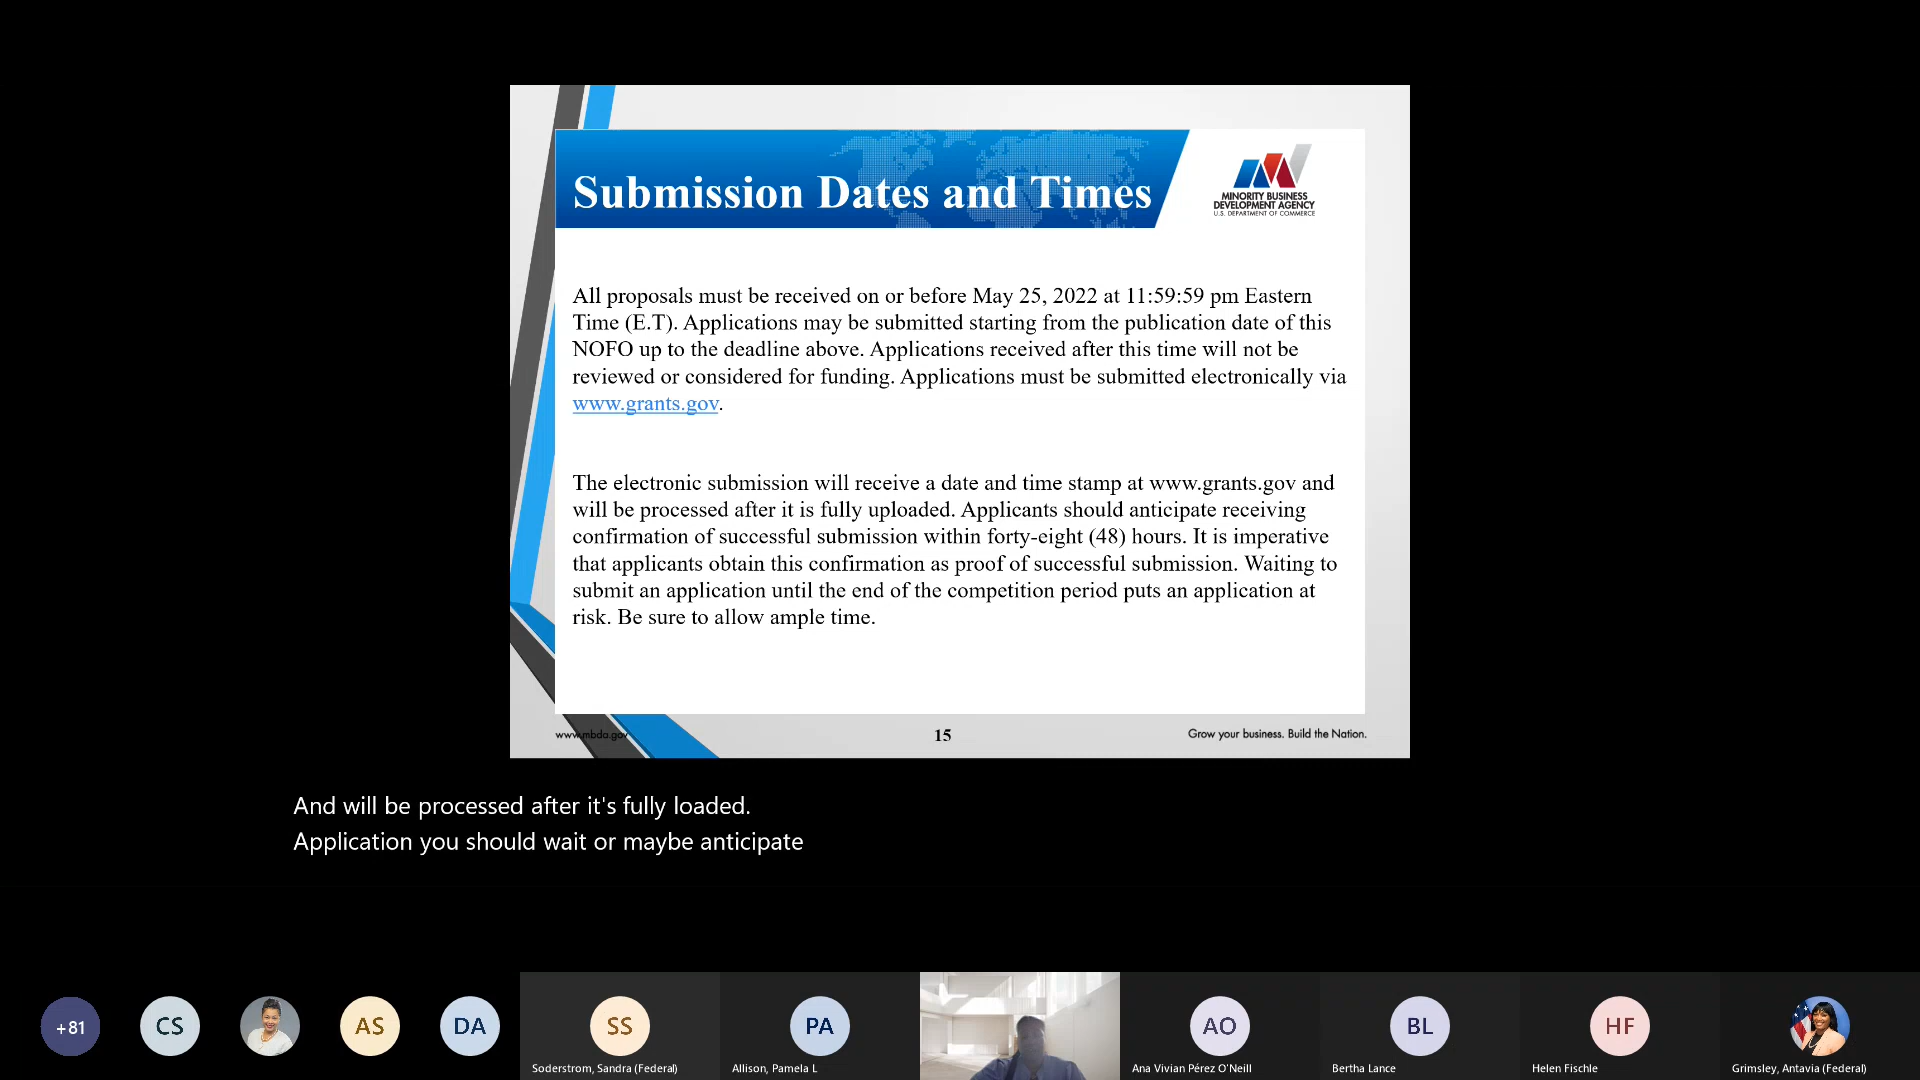 Submission Dates and Times
MINORITY BUSINESS
DEVELOPMENT AGENCY
U.S. DEPARTMENT OF COMMERCE
All proposals must be received on or before May 25, 2022 at 11:59:59 pm Eastern
Time (E.T). Applications may be submitted starting from the publication date of this
NOFO up to the deadline above. Applications received after this time will not be
reviewed or considered for funding. Applications must be submitted electronically via
www.grants.gov.
The electronic submission will receive a date and time stamp at www.grants.gov and
will be processed after it is fully uploaded. Applicants should anticipate receiving
confirmation of successful submission within forty-eight (48) hours. It is imperative
that applicants obtain this confirmation as proof of successful submission. Waiting to
submit an application until the end of the competition period puts an application at
risk. Be sure to allow ample time.
www.mbda.gov
15
Grow your business. Build the Nation.
And will be processed after it's fully loaded.
Application you should wait or maybe anticipate
+81
CS
AS
DA
SS
PA
AO
BL
HF
Soderstrom, Sandra (Federal)
Allison, Pamela L
Ana Vivian Pérez O'Neill
Bertha Lance
Helen Fischle
Grimsley, Antavia (Federal)